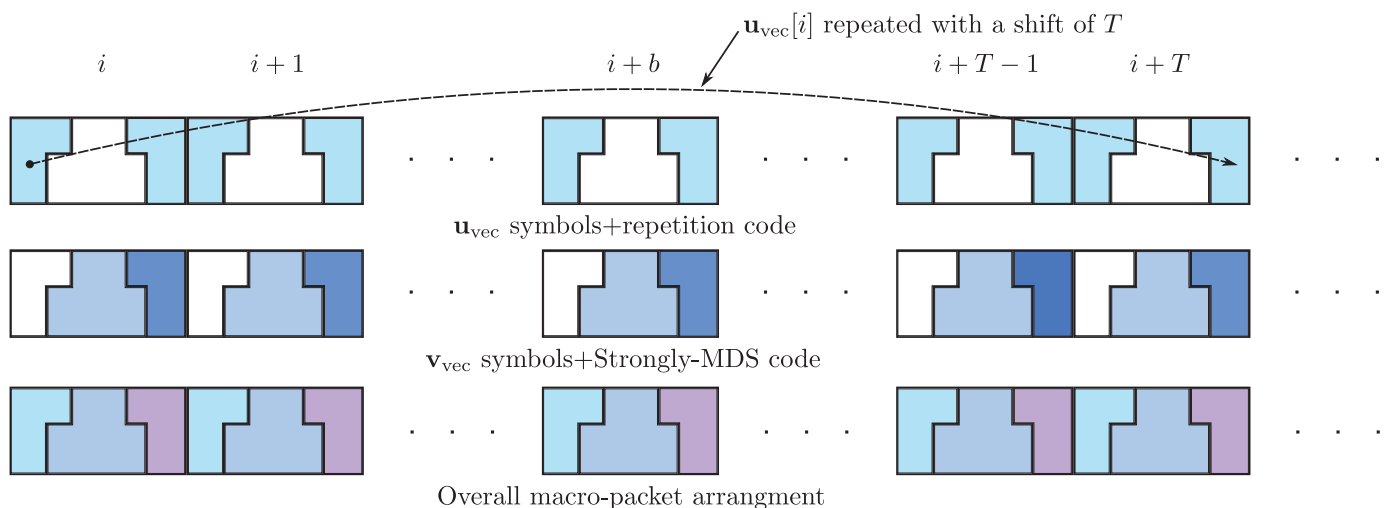 𝐮_vec[i] repeated with a shift of T
i i + 1 i + b i + T − 1 i + T
· · · · · · · · ·
𝐮_vec symbols+repetition code
· · · · · · · · ·
𝐯_vec symbols+Strongly-MDS code
· · · · · · · · ·
Overall macro-packet arrangment